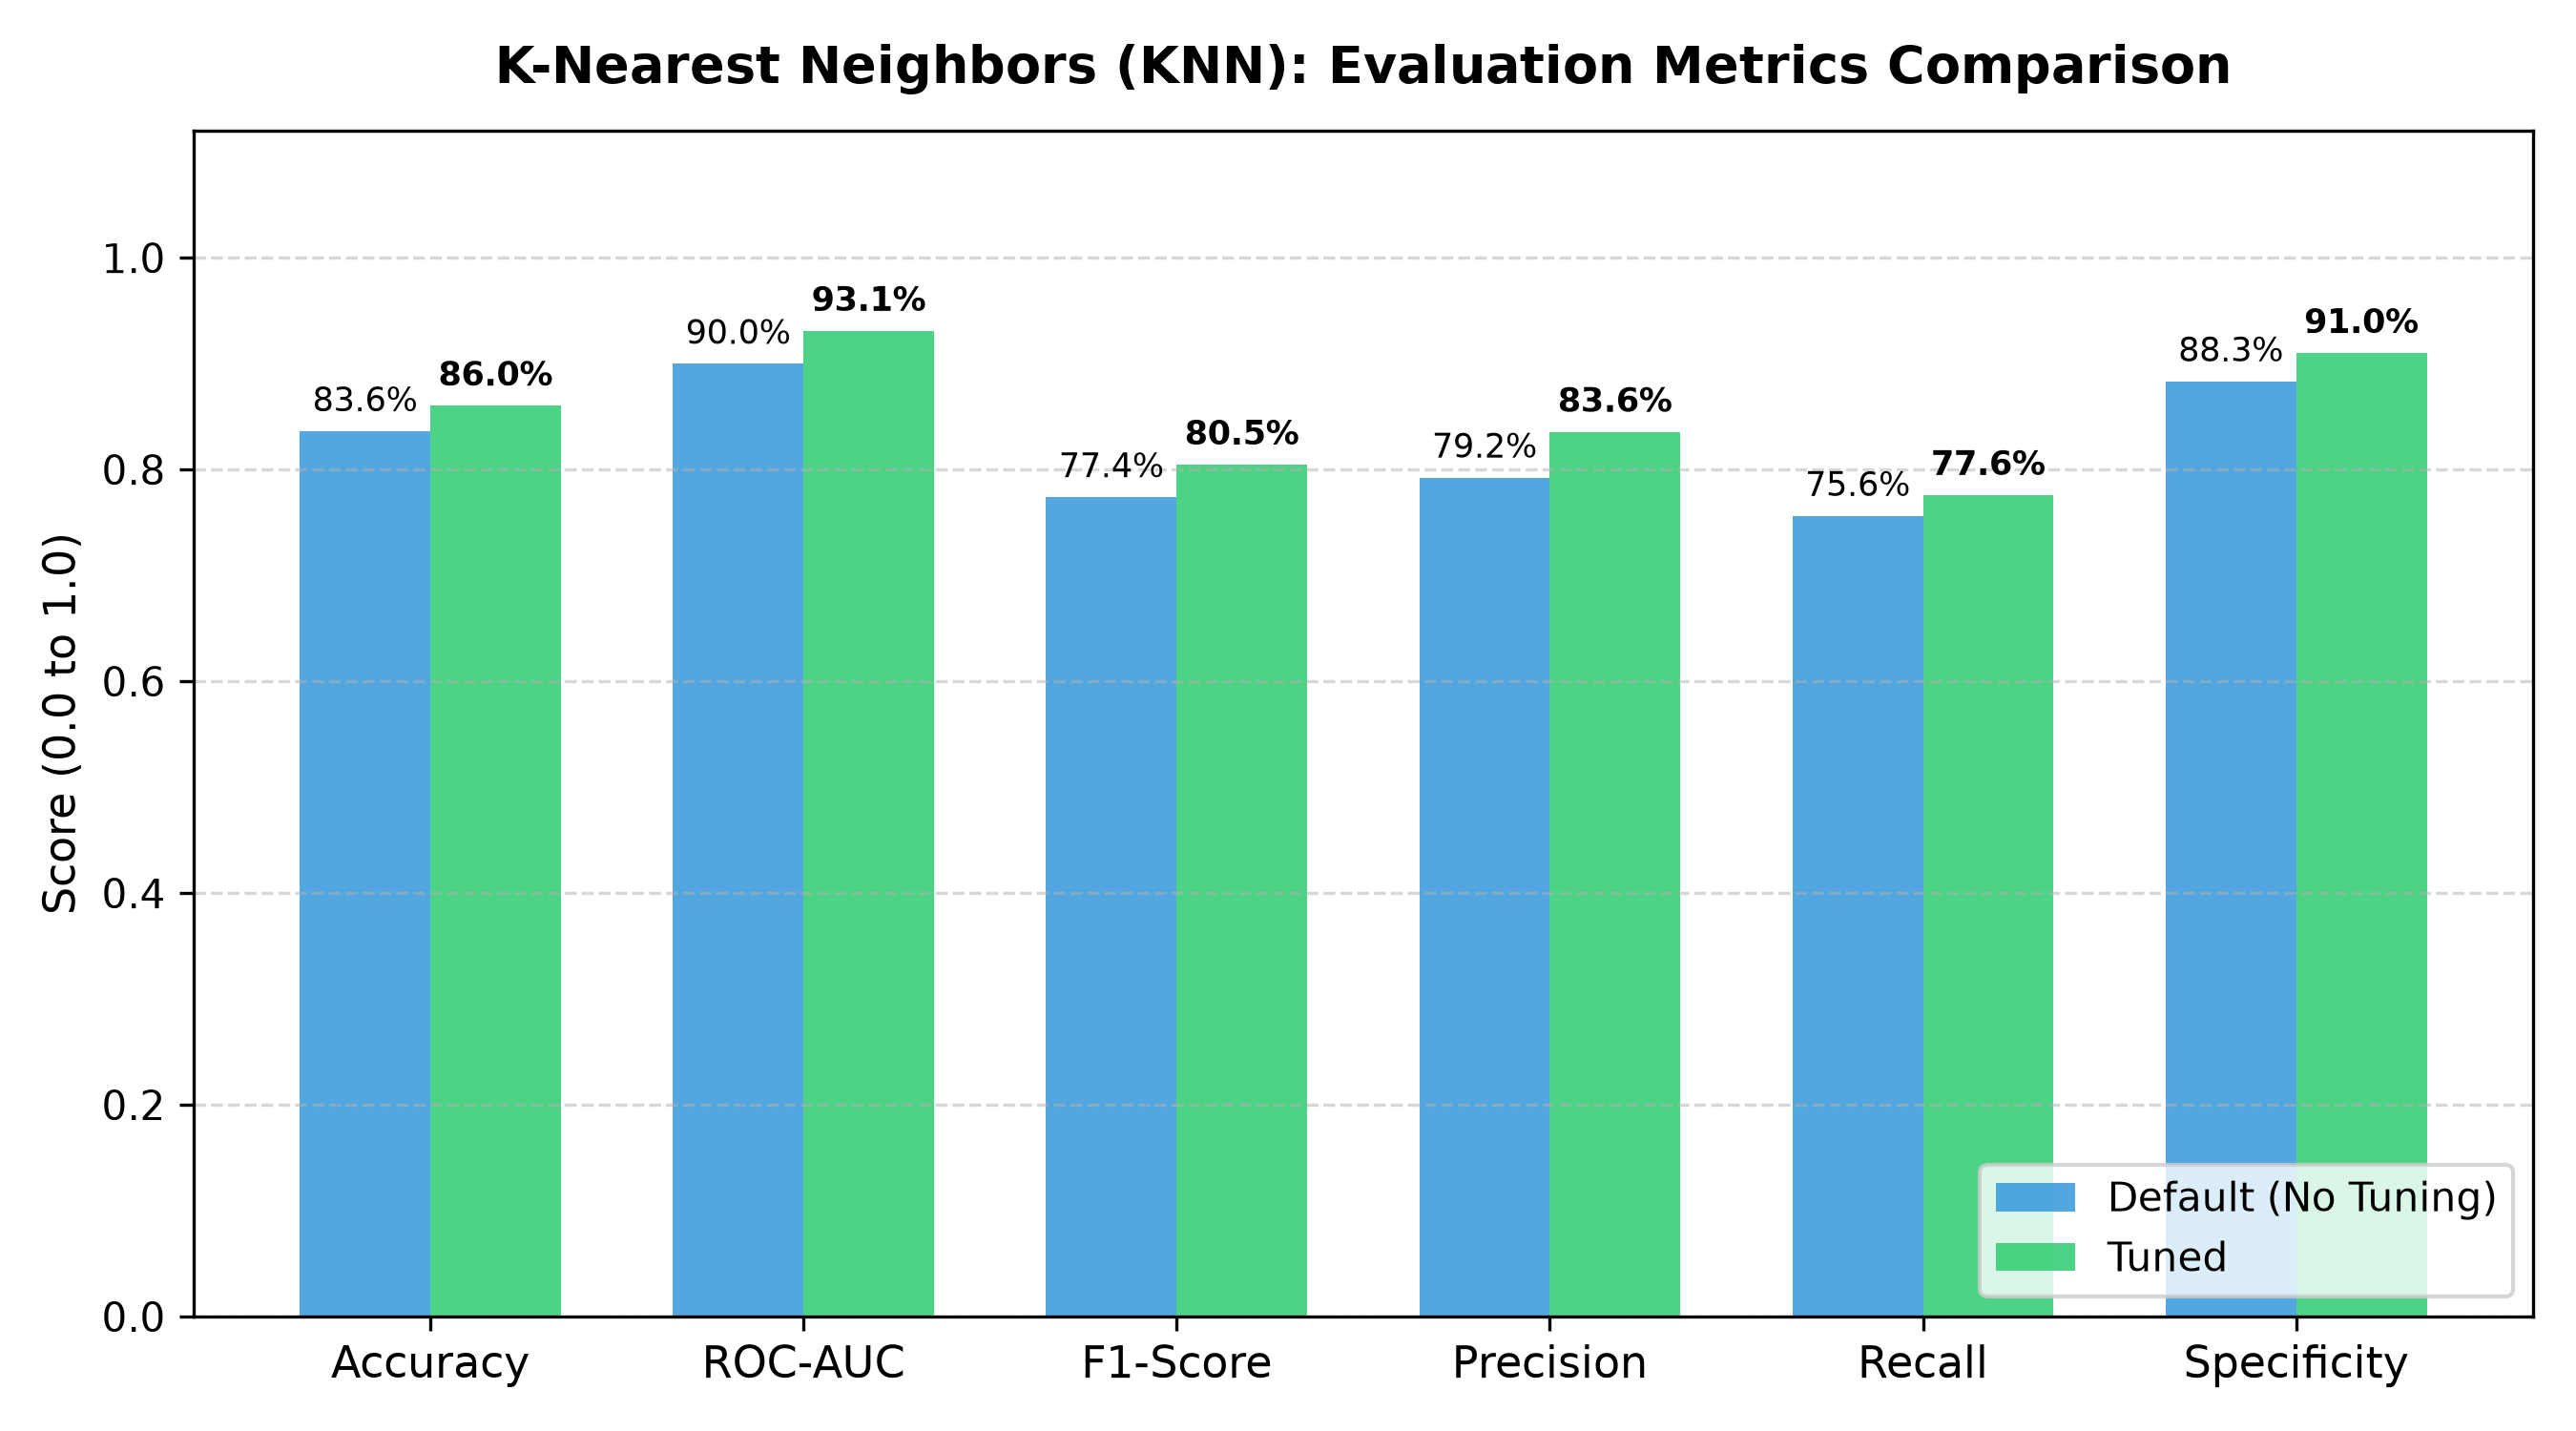 K-Nearest Neighbors (KNN): Evaluation Metrics Comparison
Score (0.0 to 1.0)
1.0
0.8
0.6
0.4
0.2
0.0
83.6%
86.0%
90.0%
93.1%
77.4%
80.5%
79.2%
83.6%
75.6%
77.6%
88.3%
91.0%
Accuracy
ROC-AUC
F1-Score
Precision
Recall
Specificity
Default (No Tuning)
Tuned